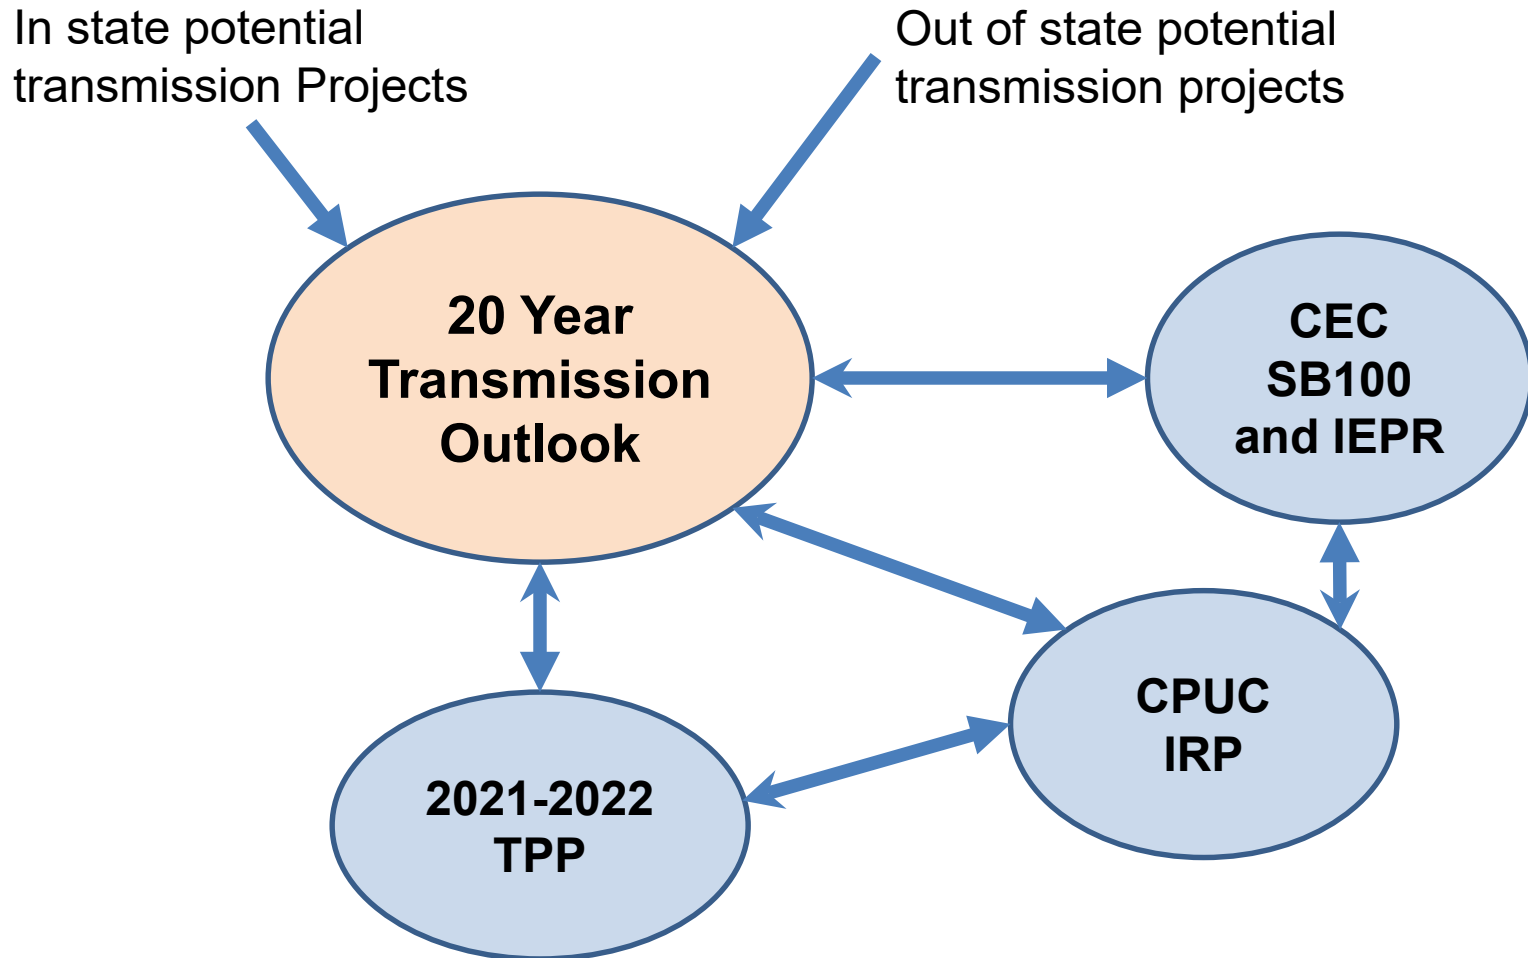 In state potential
transmission Projects
Out of state potential
transmission projects
20 Year
Transmission
Outlook
CEC
SB100
and IEPR
CPUC
IRP
2021-2022
TPP